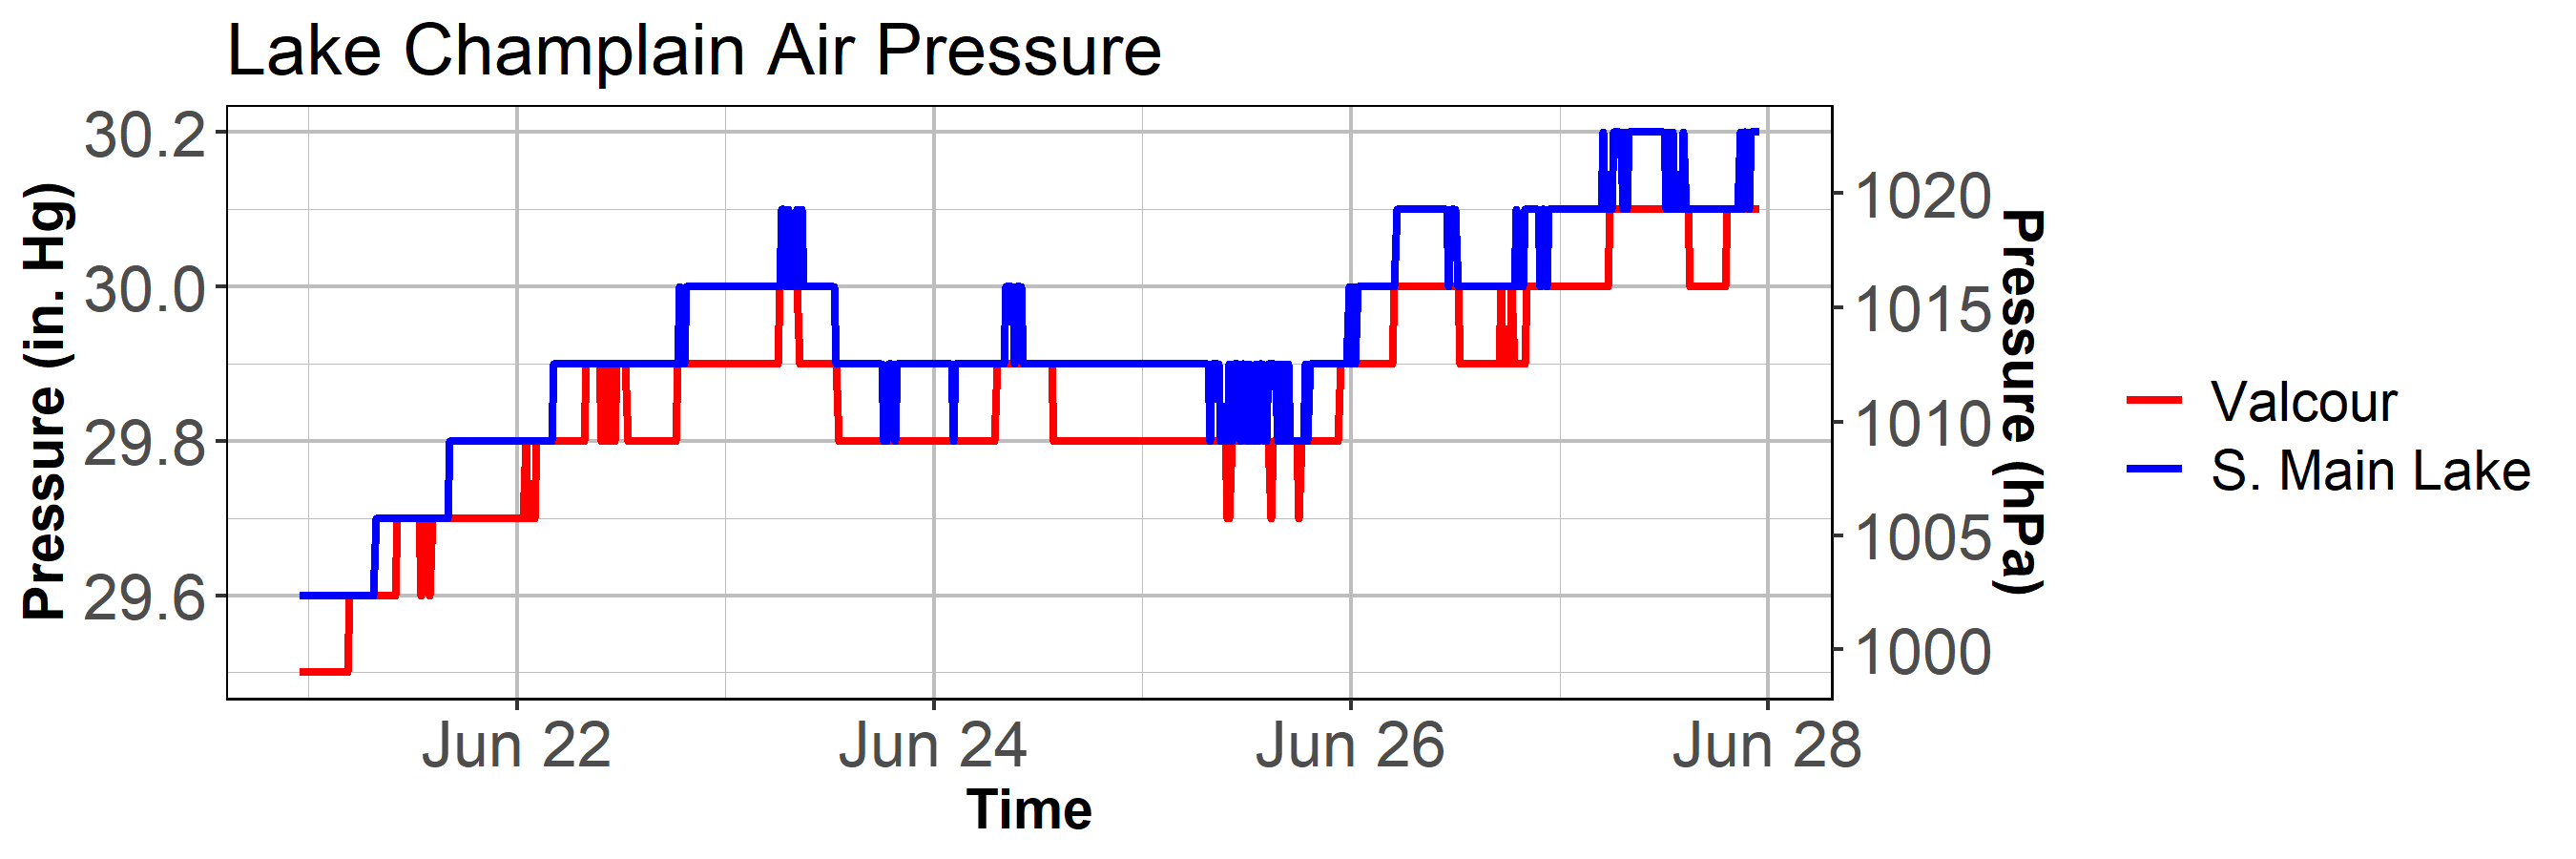 Lake Champlain Air Pressure
Pressure (in. Hg)
30.2
30.0
29.8
29.6
1020
1015
1010
1005
1000
Pressure (hPa)
Jun 22
Jun 24
Jun 26
Jun 28
Time
Valcour
S. Main Lake